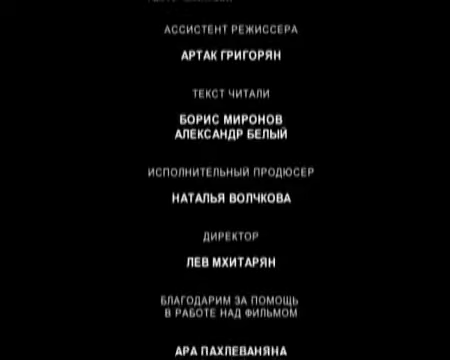 АССИСТЕНТ РЕЖИССЕРА
АРТАК ГРИГОРЯН
ТЕКСТ ЧИТАЛИ
БОРИС МИРОНОВ
АЛЕКСАНДР БЕЛЫЙ
ИСПОЛНИТЕЛЬНЫЙ ПРОДЮСЕР
НАТАЛЬЯ ВОЛЧКОВА
ДИРЕКТОР
ЛЕВ МХИТАРЯН
БЛАГОДАРИМ ЗА ПОМОЩЬ
В РАБОТЕ НАД ФИЛЬМОМ
АРА ПАХЛЕВАНЯНА